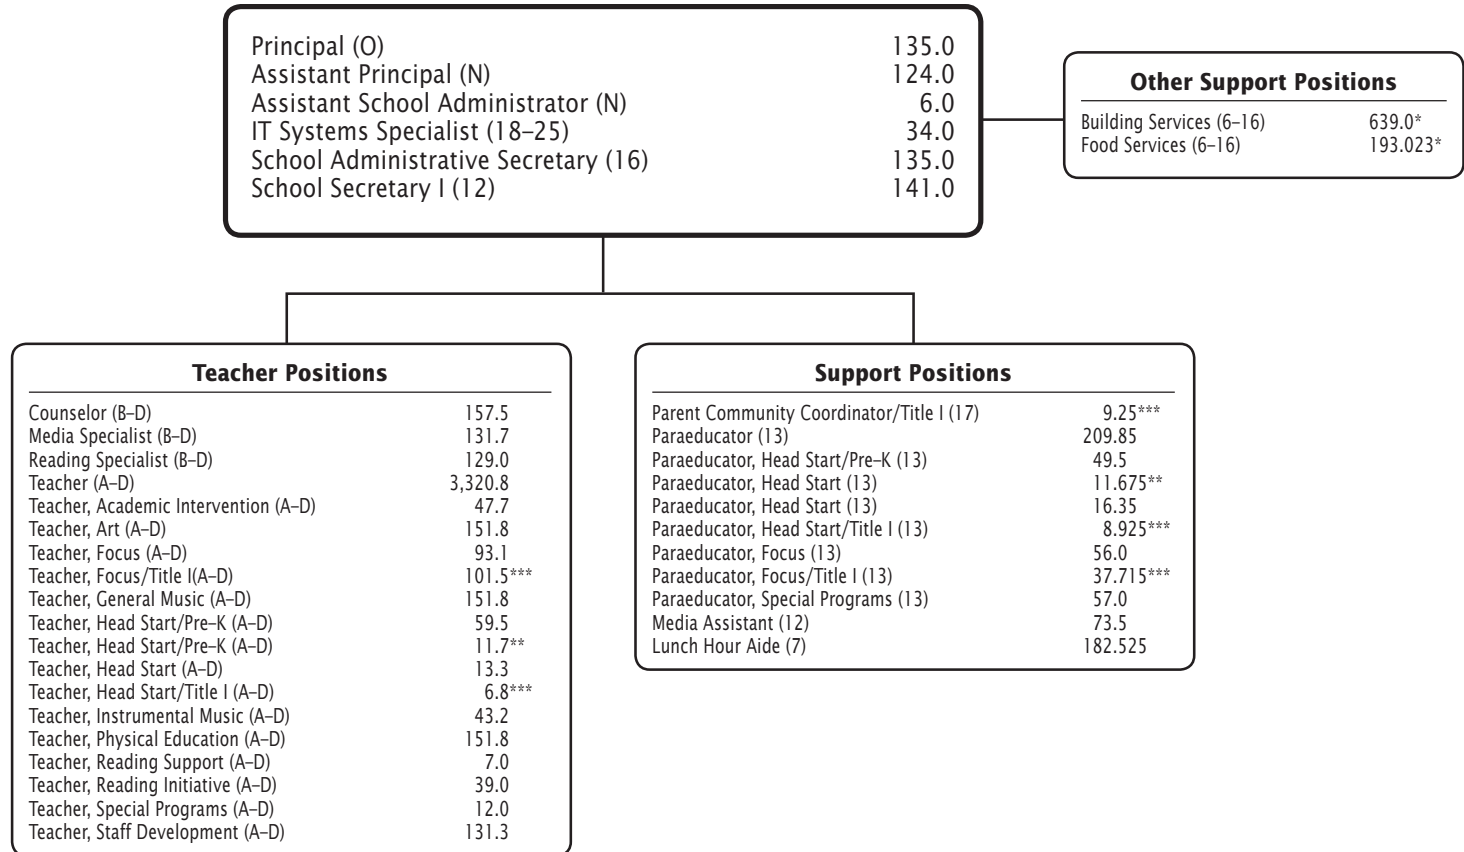 Principal (O) 135.0
Assistant Principal (N) 124.0
Assistant School Administrator (N) 6.0
IT Systems Specialist (18–25) 34.0
School Administrative Secretary (16) 135.0
School Secretary I (12) 141.0
Other Support Positions
Building Services (6–16) 639.0*
Food Services (6–16) 193.023*
Teacher Positions
Counselor (B–D) 157.5
Media Specialist (B–D) 131.7
Reading Specialist (B–D) 129.0
Teacher (A–D) 3,320.8
Teacher, Academic Intervention (A–D) 47.7
Teacher, Art (A–D) 151.8
Teacher, Focus (A–D) 93.1
Teacher, Focus/Title I(A–D) 101.5***
Teacher, General Music (A–D) 151.8
Teacher, Head Start/Pre–K (A–D) 59.5
Teacher, Head Start/Pre–K (A–D) 11.7**
Teacher, Head Start (A–D) 13.3
Teacher, Head Start/Title I (A–D) 6.8***
Teacher, Instrumental Music (A–D) 43.2
Teacher, Physical Education (A–D) 151.8
Teacher, Reading Support (A–D) 7.0
Teacher, Reading Initiative (A–D) 39.0
Teacher, Special Programs (A–D) 12.0
Teacher, Staff Development (A–D) 131.3
Support Positions
Parent Community Coordinator/Title I (17) 9.25***
Paraeducator (13) 209.85
Paraeducator, Head Start/Pre–K (13) 49.5
Paraeducator, Head Start (13) 11.675**
Paraeducator, Head Start (13) 16.35
Paraeducator, Head Start/Title I (13) 8.925***
Paraeducator, Focus (13) 56.0
Paraeducator, Focus/Title I (13) 37.715***
Paraeducator, Special Programs (13) 57.0
Media Assistant (12) 73.5
Lunch Hour Aide (7) 182.525